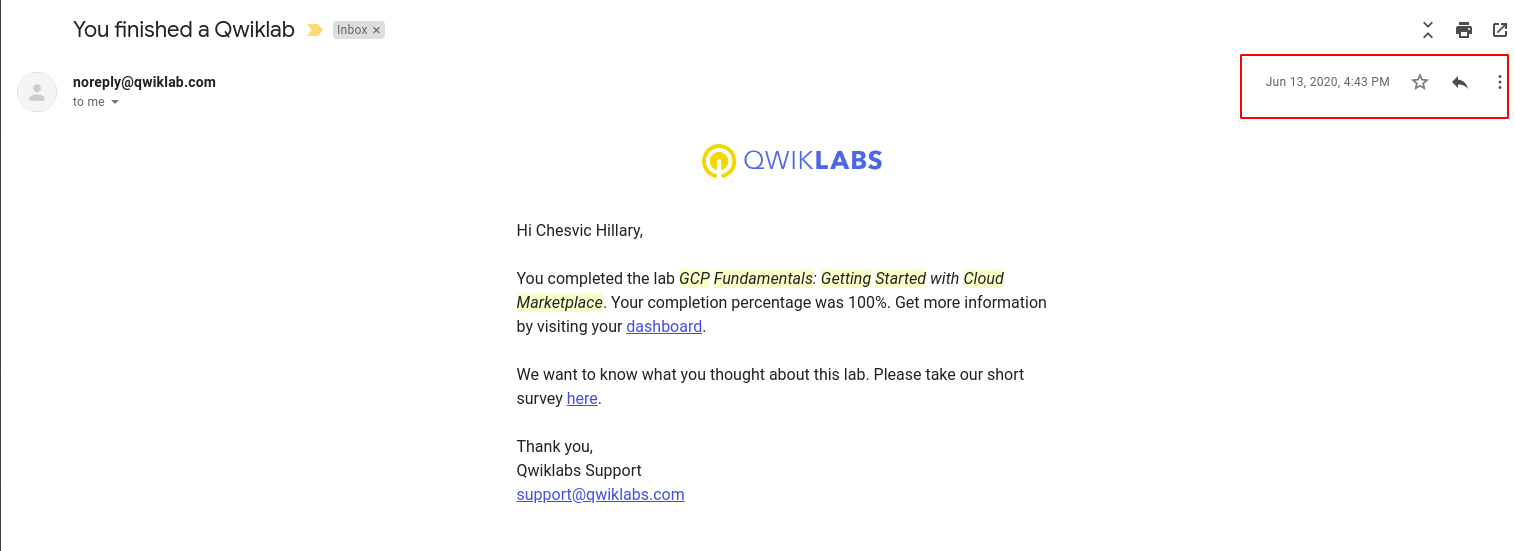 You finished a Qwiklab Inbox ×
noreply@qwiklab.com
to me
Jun 13, 2020, 4:43 PM
QWIKLABS
Hi Chesvic Hillary,
You completed the lab GCP Fundamentals: Getting Started with Cloud
Marketplace. Your completion percentage was 100%. Get more information
by visiting your dashboard.
We want to know what you thought about this lab. Please take our short
survey here.
Thank you,
Qwiklabs Support
support@qwiklabs.com